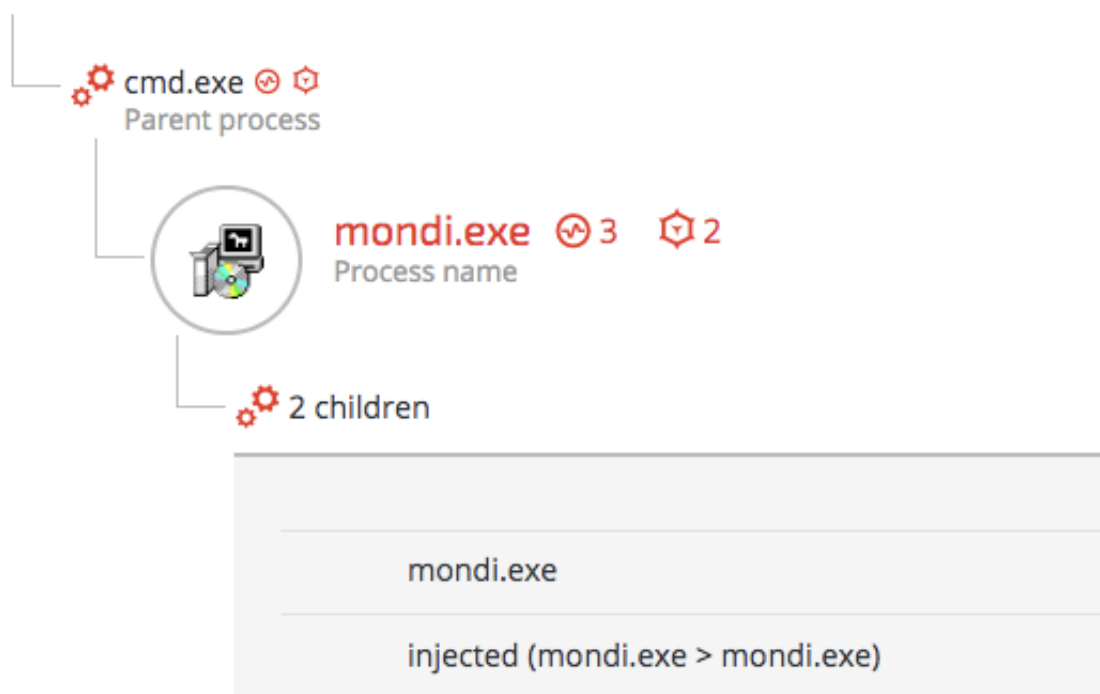 cmd.exe
Parent process
mondi.exe 3 2
Process name
2 children
mondi.exe
injected (mondi.exe > mondi.exe)